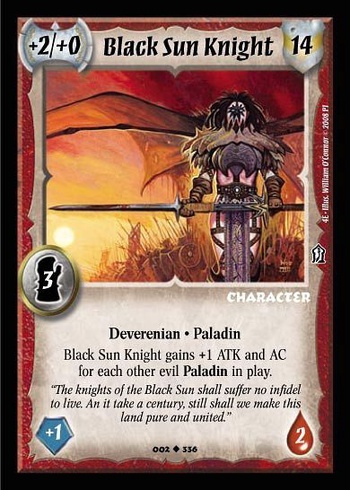 +2/+0 Black Sun Knight 14
4E • Illus. William O'Connor © 2008 PI
3
CHARACTER
Deverenian • Paladin
Black Sun Knight gains +1 ATK and AC
for each other evil Paladin in play.
"The knights of the Black Sun shall suffer no infidel
to live. An it take a century, still shall we make this
land pure and united."
+1
2
002 ◆ 336